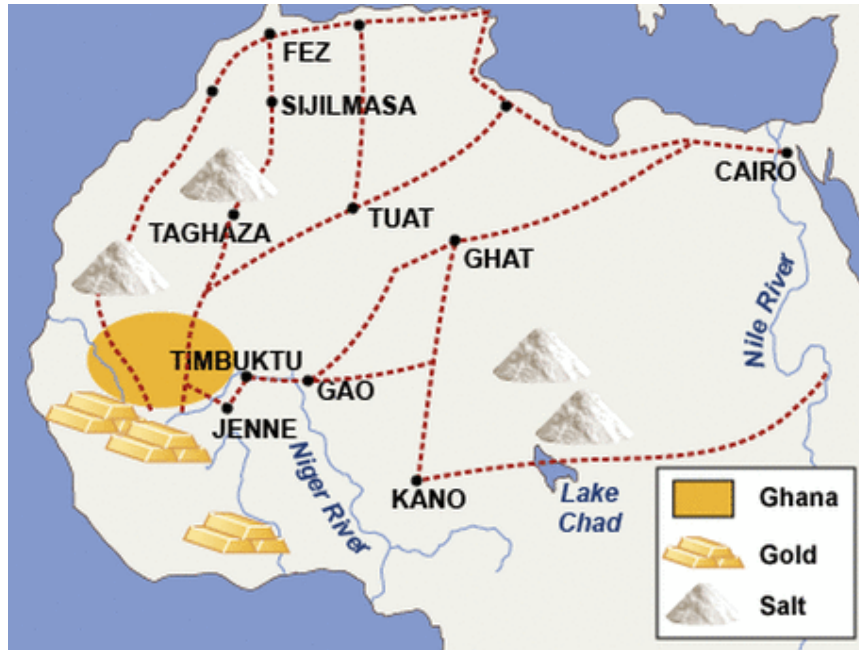 FEZ
SIJILMASA
CAIRO
TAGHAZA
TUAT
GHAT
Nile River
TIMBUKTU
GAO
JENNE
Niger River
KANO
Lake
Chad
Ghana
Gold
Salt